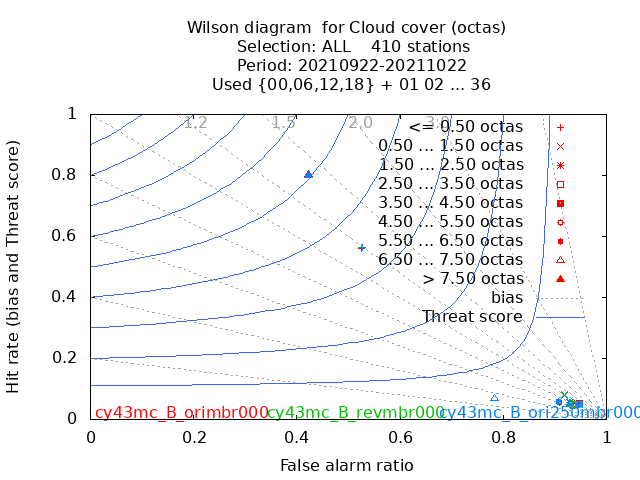 Wilson diagram  for Cloud cover (octas)
Selection: ALL    410 stations
Period: 20210922-20211022
Used {00,06,12,18} + 01 02 ... 36
1.2 1.5 2.0 3.0
<= 0.50 octas
0.50 ... 1.50 octas
1.50 ... 2.50 octas
2.50 ... 3.50 octas
3.50 ... 4.50 octas
4.50 ... 5.50 octas
5.50 ... 6.50 octas
6.50 ... 7.50 octas
> 7.50 octas
bias
Threat score
Hit rate (bias and Threat score)
1
0.8
0.6
0.4
0.2
0
cy43mc_B_orimbr000 cy43mc_B_revmbr000 cy43mc_B_ori250mbr000
0 0.2 0.4 0.6 0.8 1
False alarm ratio